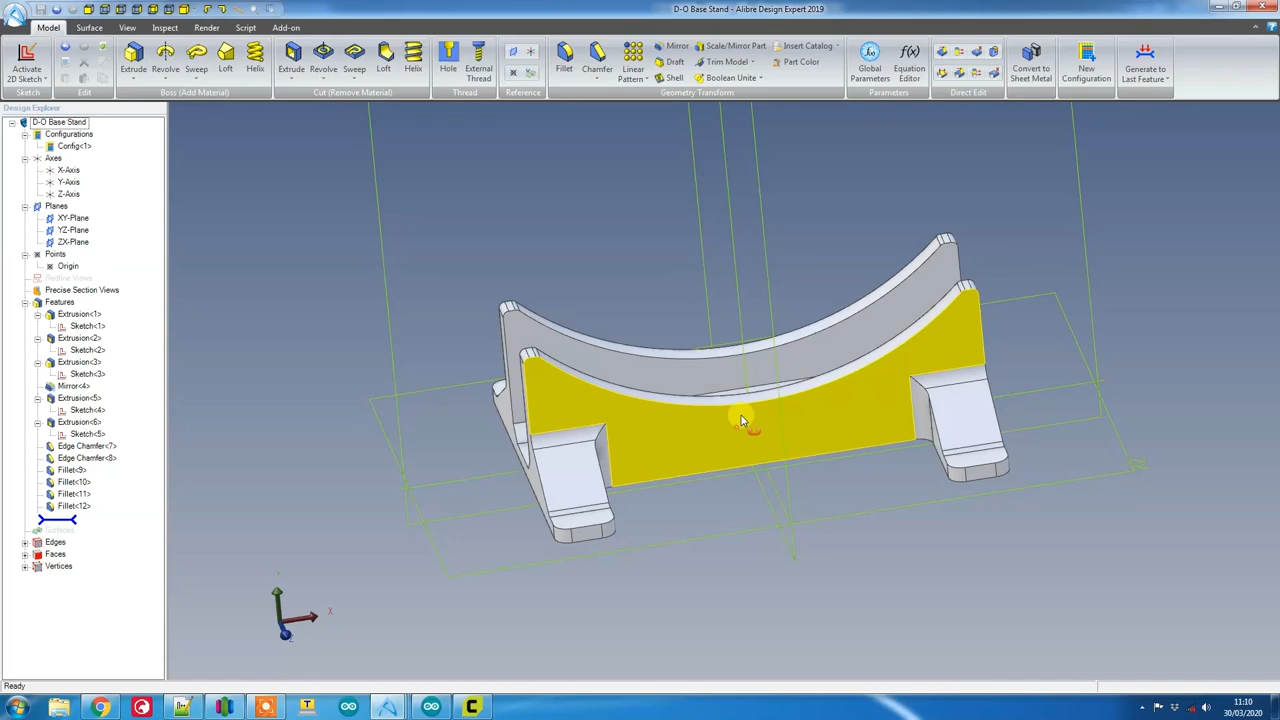 D-O Base Stand - Alibre Design Expert 2019
Model Surface View Inspect Render Script Add-on
Activate 2D Sketch
Extrude Revolve Sweep Loft Helix
Extrude Revolve Sweep Loft Helix
Hole External Thread
Fillet Chamfer Linear Pattern
Mirror Scale/Mirror Part Insert Catalog
Draft Trim Model Part Color
Shell Boolean Unite
Global Parameters Equation Editor
Convert to Sheet Metal
New Configuration
Generate to Last Feature
Sketch Edit Boss (Add Material) Cut (Remove Material) Thread Reference Geometry Transform Parameters Direct Edit
Design Explorer
D-O Base Stand
Configurations
Config<1>
Axes
X-Axis
Y-Axis
Z-Axis
Planes
XY-Plane
YZ-Plane
ZX-Plane
Points
Origin
Redline Views
Precise Section Views
Features
Extrusion<1>
Sketch<1>
Extrusion<2>
Sketch<2>
Extrusion<3>
Sketch<3>
Mirror<4>
Extrusion<5>
Sketch<4>
Extrusion<6>
Sketch<5>
Edge Chamfer<7>
Edge Chamfer<8>
Fillet<9>
Fillet<10>
Fillet<11>
Fillet<12>
Surfaces
Edges
Faces
Vertices
X
Ready
11:10
30/03/2020